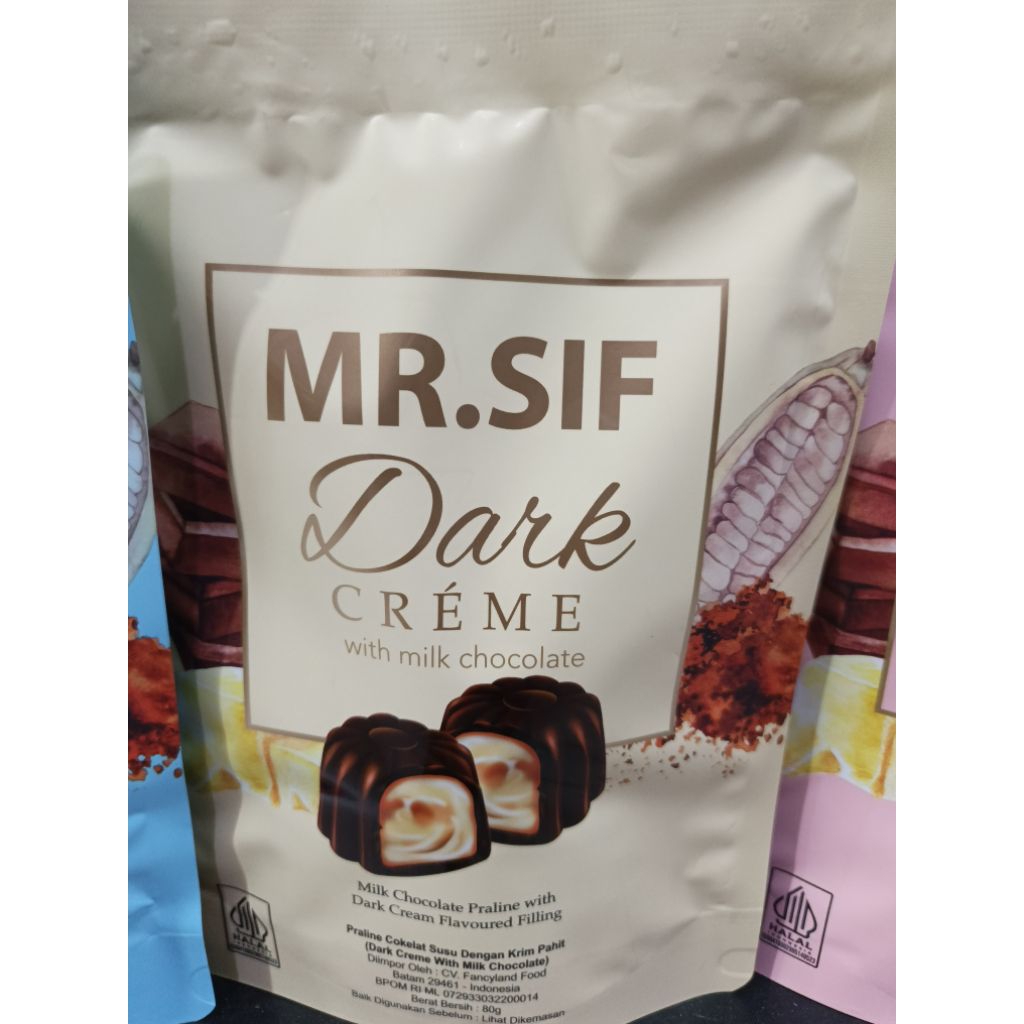 MR.SIF
Dark
CRÉME
with milk chocolate
Milk Chocolate Praline with
Dark Cream Flavoured Filling
Praline Cokelat Susu Dengan Krim Pahit
(Dark Creme With Milk Chocolate)
Diimpor Oleh : CV. Fancyland Food
Batam 29461 - Indonesia
BPOM RI ML 072933032200014
Berat Bersih : 80g
Baik Digunakan Sebelum : Lihat Dikemasan
HALAL
INDONESIA
HALAL
INDONESIA